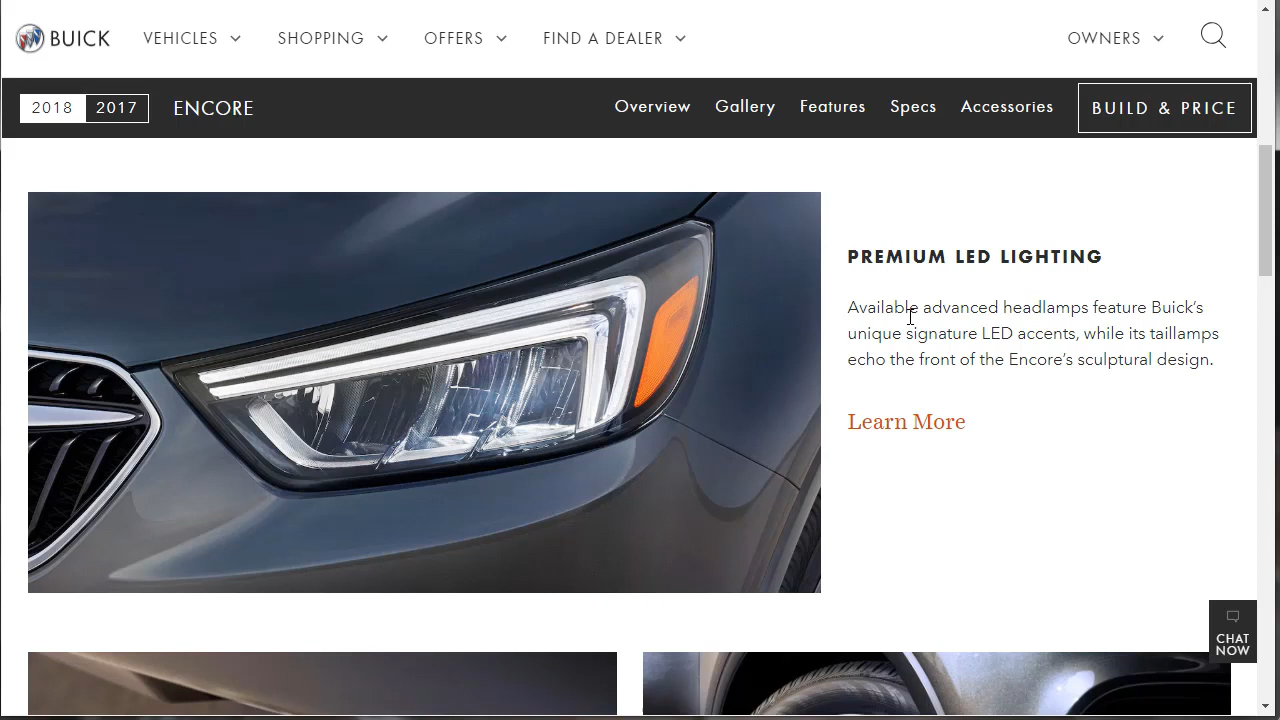 BUICK VEHICLES SHOPPING OFFERS FIND A DEALER OWNERS
2018 2017 ENCORE Overview Gallery Features Specs Accessories BUILD & PRICE
PREMIUM LED LIGHTING
Available advanced headlamps feature Buick’s
unique signature LED accents, while its taillamps
echo the front of the Encore’s sculptural design.
Learn More
CHAT
NOW